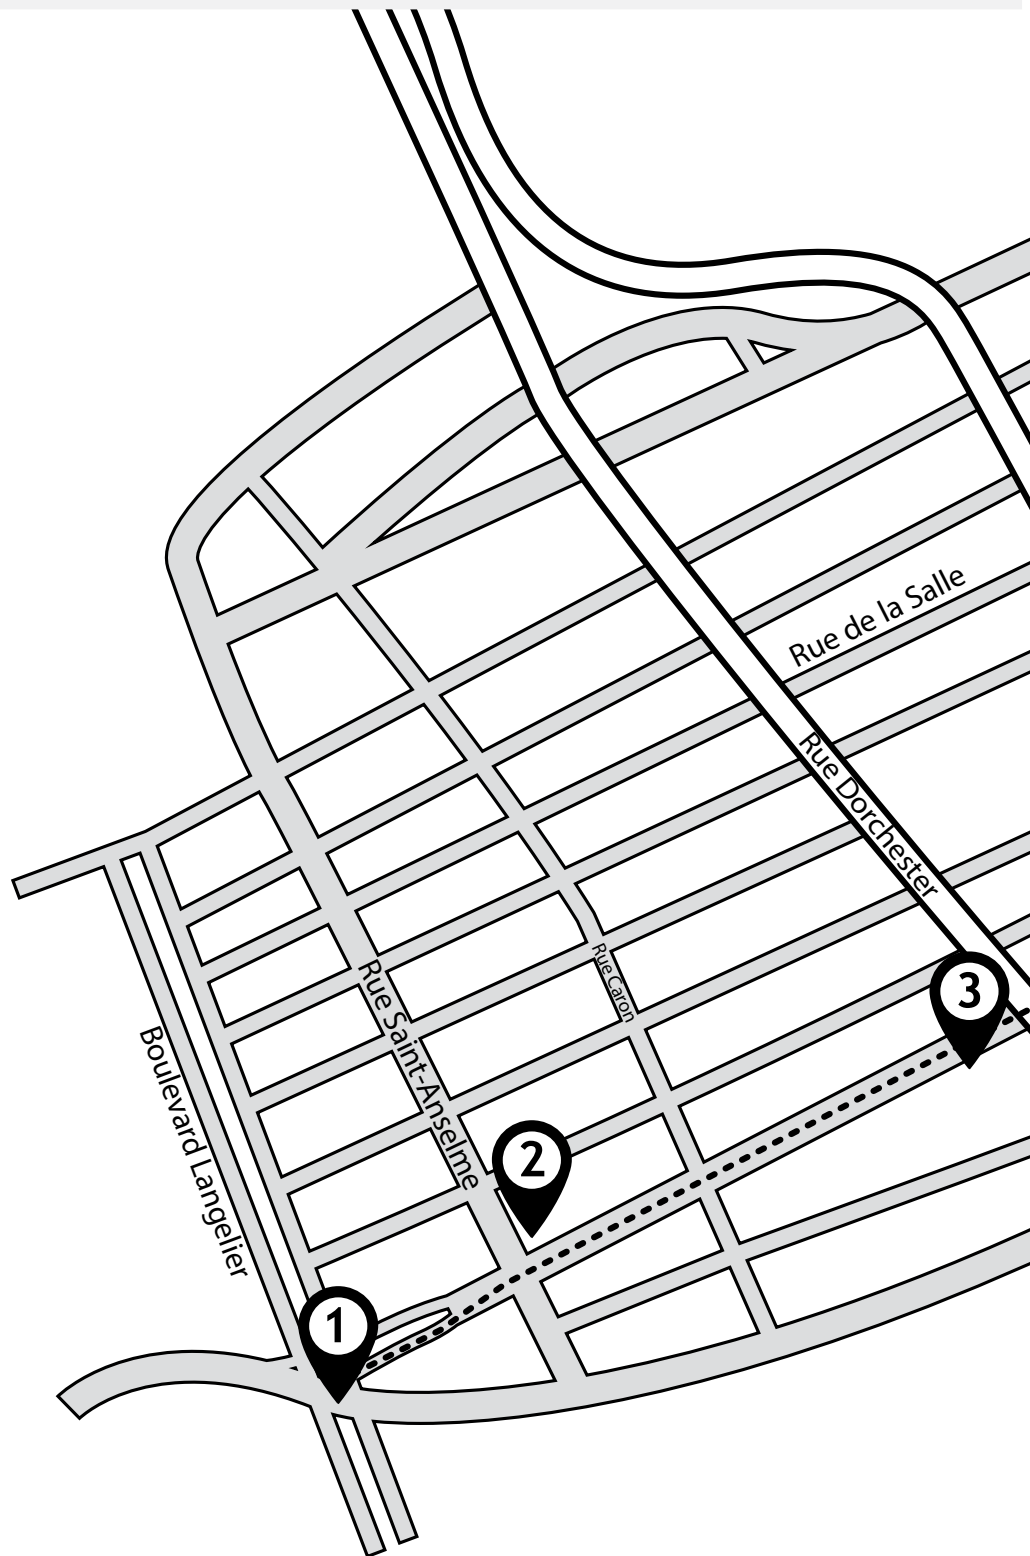 Rue de la Salle
Rue Dorchester
Rue Caron
Rue Saint-Anselme
Boulevard Langelier
3
2
1